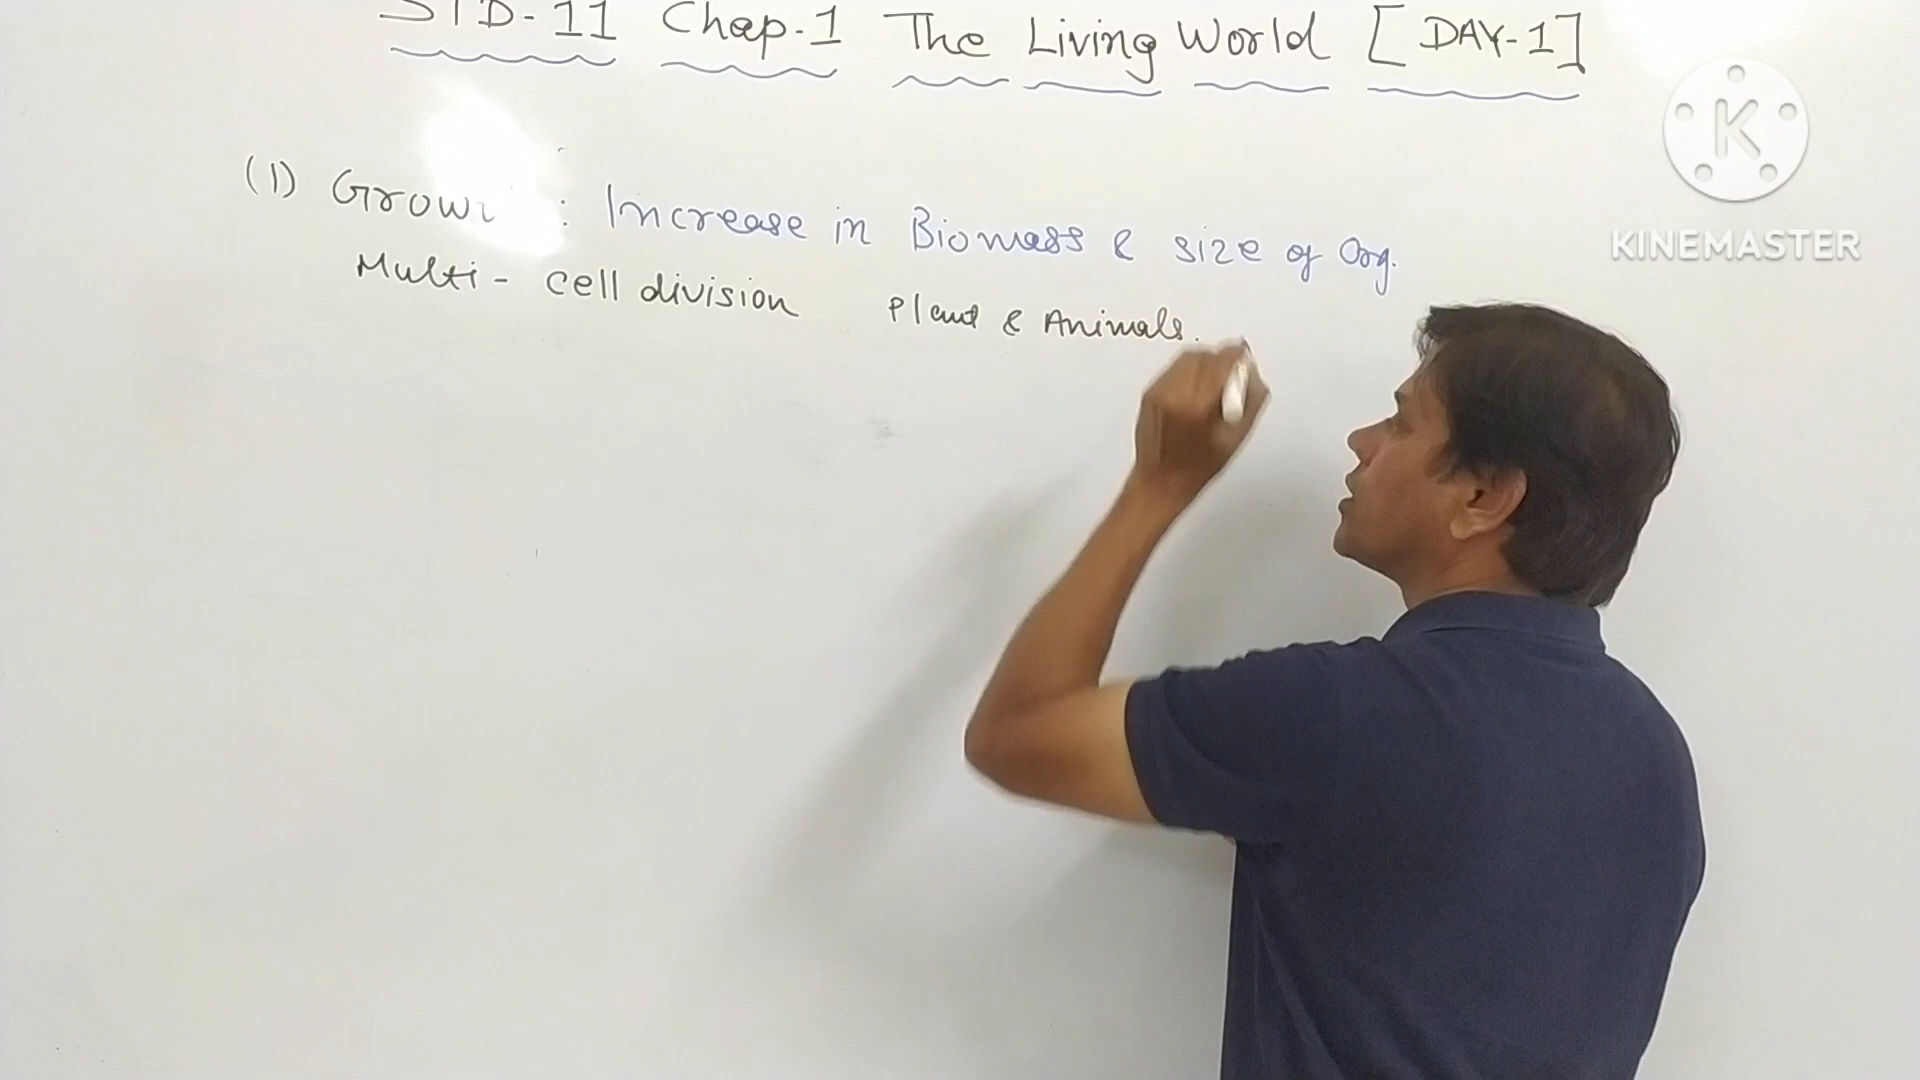 STD-11 Chap.-1 The Living World [DAY-1]
(1) Grow : Increase in Biomass & size of Org.
Multi- cell division Plant & Animals.
K
KINEMASTER